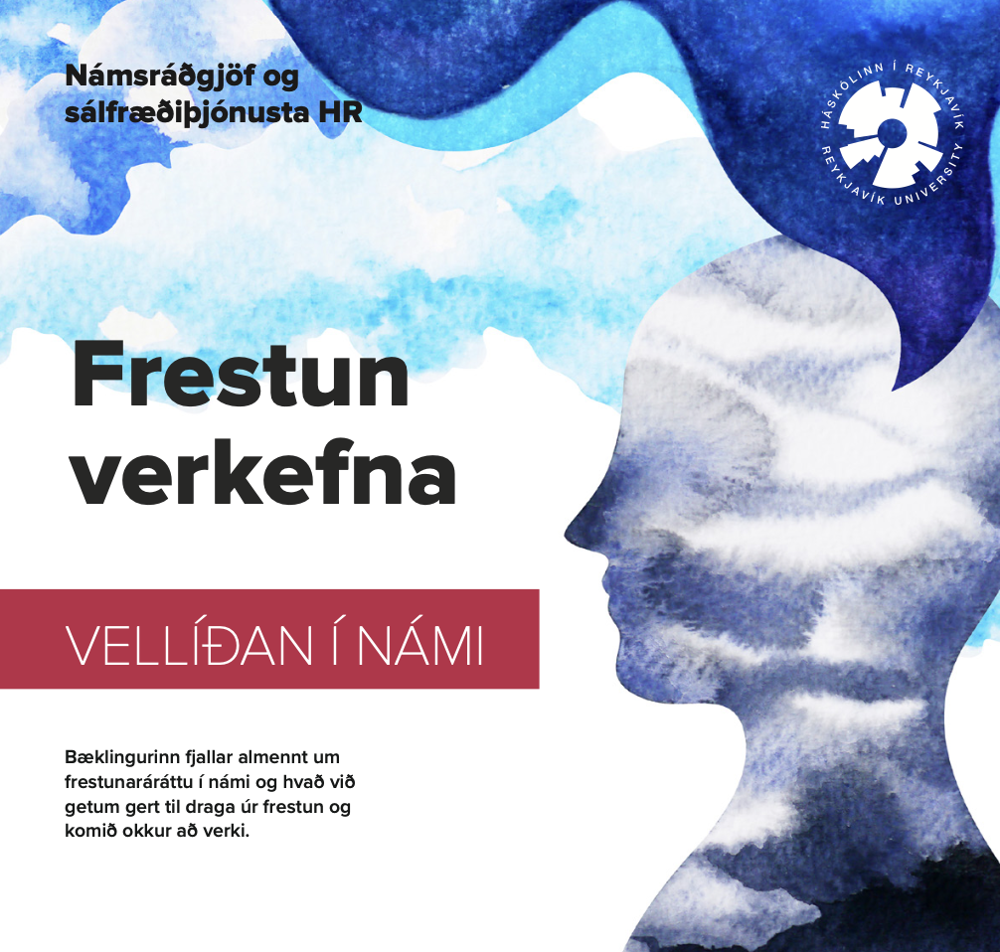 Námsráðgjöf og
sálfræðiþjónusta HR
HÁSKÓLINN Í REYKJAVÍK
REYKJAVÍK UNIVERSITY
Frestun
verkefna
VELLÍÐAN Í NÁMI
Bæklingurinn fjallar almennt um
frestunaráráttu í námi og hvað við
getum gert til draga úr frestun og
komið okkur að verki.